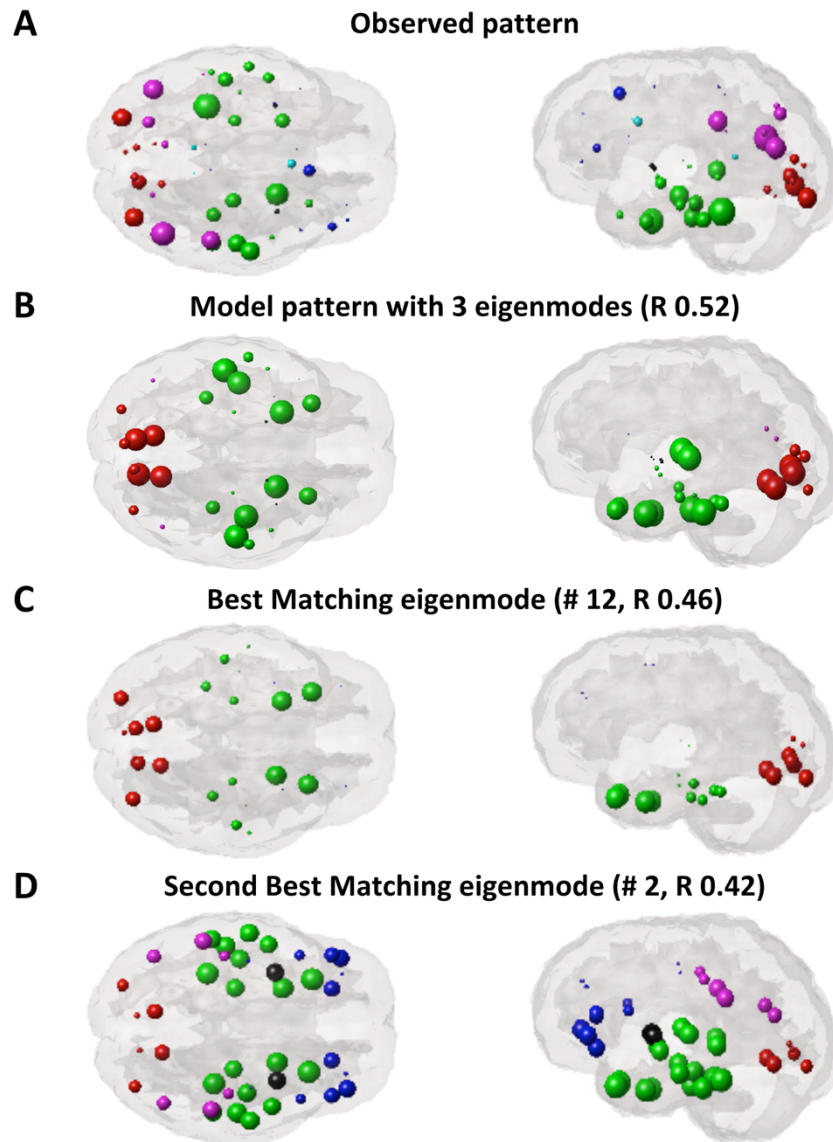 A
Observed pattern
B
Model pattern with 3 eigenmodes (R 0.52)
C
Best Matching eigenmode (# 12, R 0.46)
D
Second Best Matching eigenmode (# 2, R 0.42)